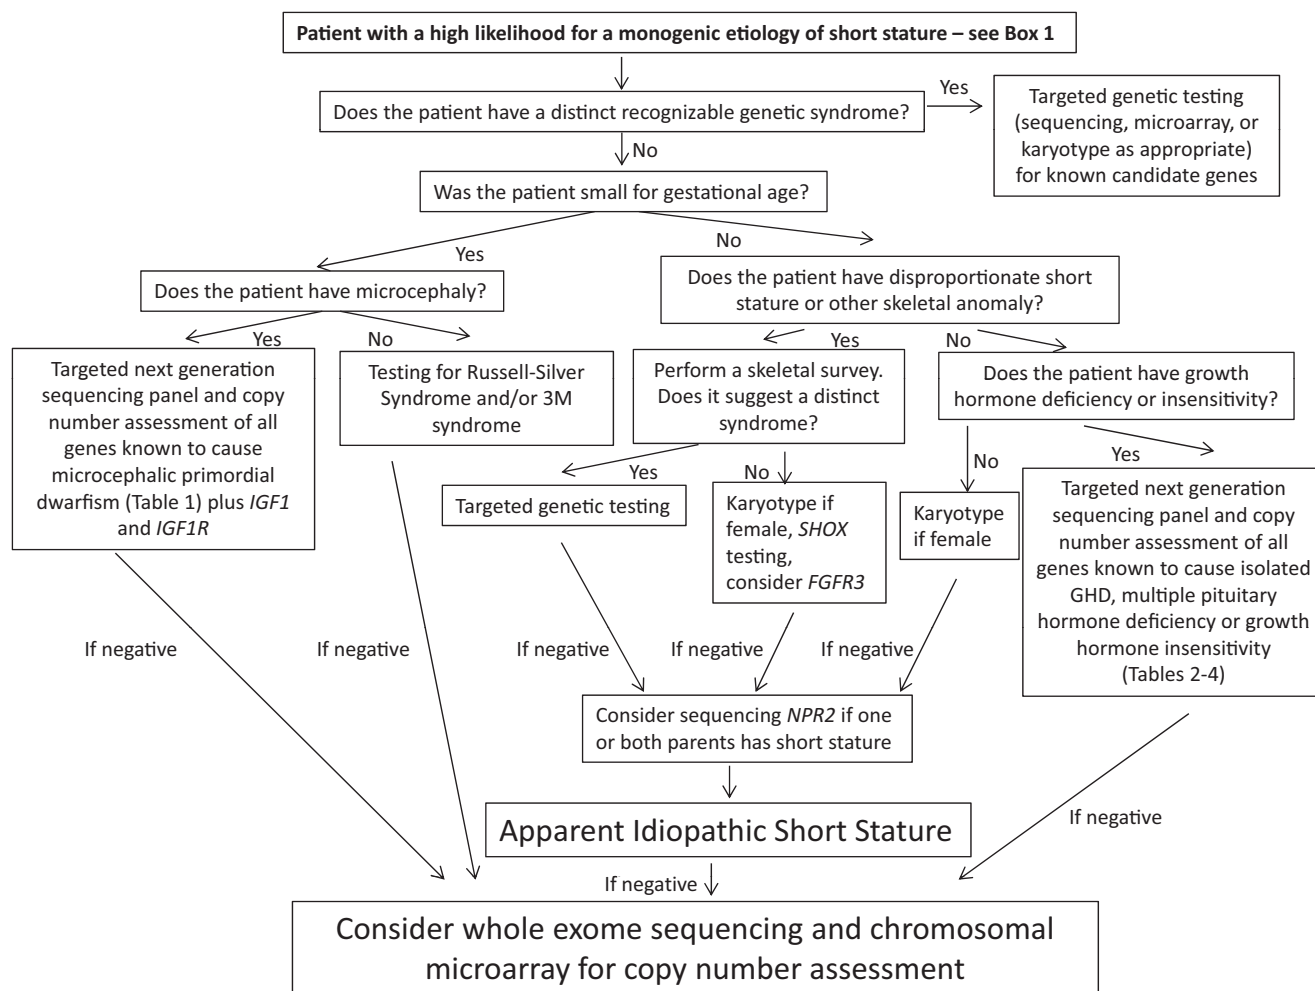 Patient with a high likelihood for a monogenic etiology of short stature – see Box 1
Does the patient have a distinct recognizable genetic syndrome?
Yes
Targeted genetic testing
(sequencing, microarray, or
karyotype as appropriate)
for known candidate genes
No
Was the patient small for gestational age?
Yes
No
Does the patient have microcephaly?
Does the patient have disproportionate short
stature or other skeletal anomaly?
Yes
No
Yes
No
Targeted next generation
sequencing panel and copy
number assessment of all
genes known to cause
microcephalic primordial
dwarfism (Table 1) plus IGF1
and IGF1R
Testing for Russell-Silver
Syndrome and/or 3M
syndrome
Perform a skeletal survey.
Does it suggest a distinct
syndrome?
Does the patient have growth
hormone deficiency or insensitivity?
Yes
No
No
Yes
Targeted genetic testing
Karyotype if
female, SHOX
testing,
consider FGFR3
Karyotype
if female
Targeted next generation
sequencing panel and copy
number assessment of all
genes known to cause isolated
GHD, multiple pituitary
hormone deficiency or growth
hormone insensitivity
(Tables 2-4)
If negative
If negative
If negative
If negative
If negative
Consider sequencing NPR2 if one
or both parents has short stature
Apparent Idiopathic Short Stature
If negative
If negative
Consider whole exome sequencing and chromosomal
microarray for copy number assessment